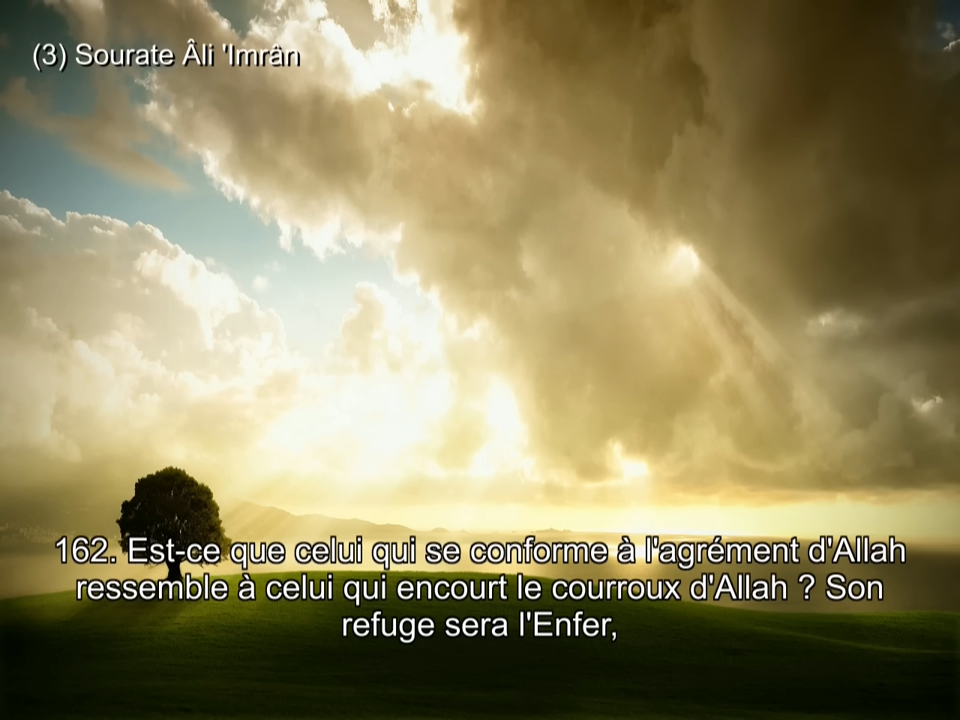 (3) Sourate Âli 'Imrân
162. Est-ce que celui qui se conforme à l'agrément d'Allah
ressemble à celui qui encourt le courroux d'Allah ? Son
refuge sera l'Enfer,